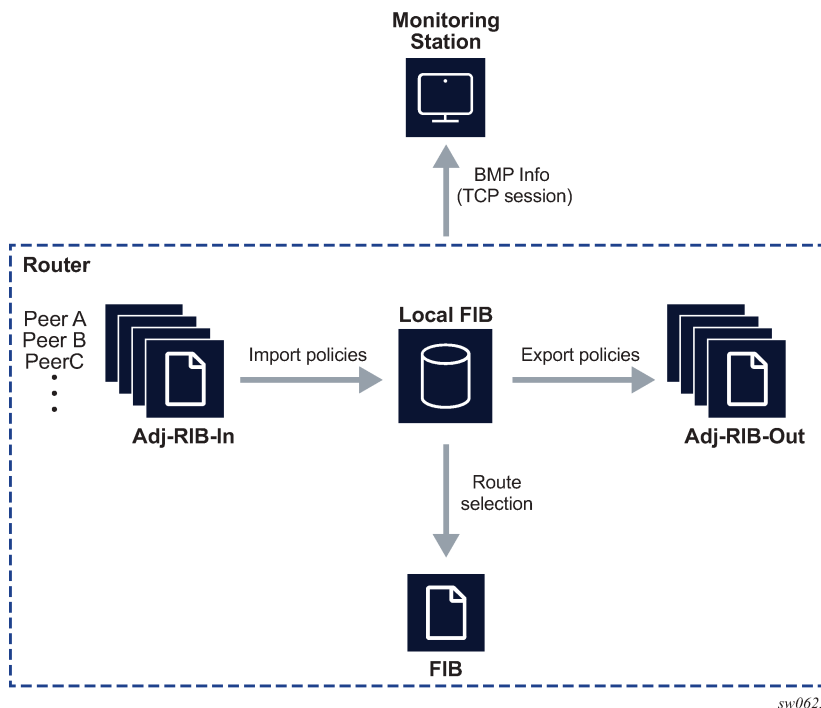 Monitoring
Station
BMP Info
(TCP session)
Router
Peer A
Peer B
PeerC
Import policies
Local FIB
Export policies
Adj-RIB-In
Adj-RIB-Out
Route
selection
FIB
sw062